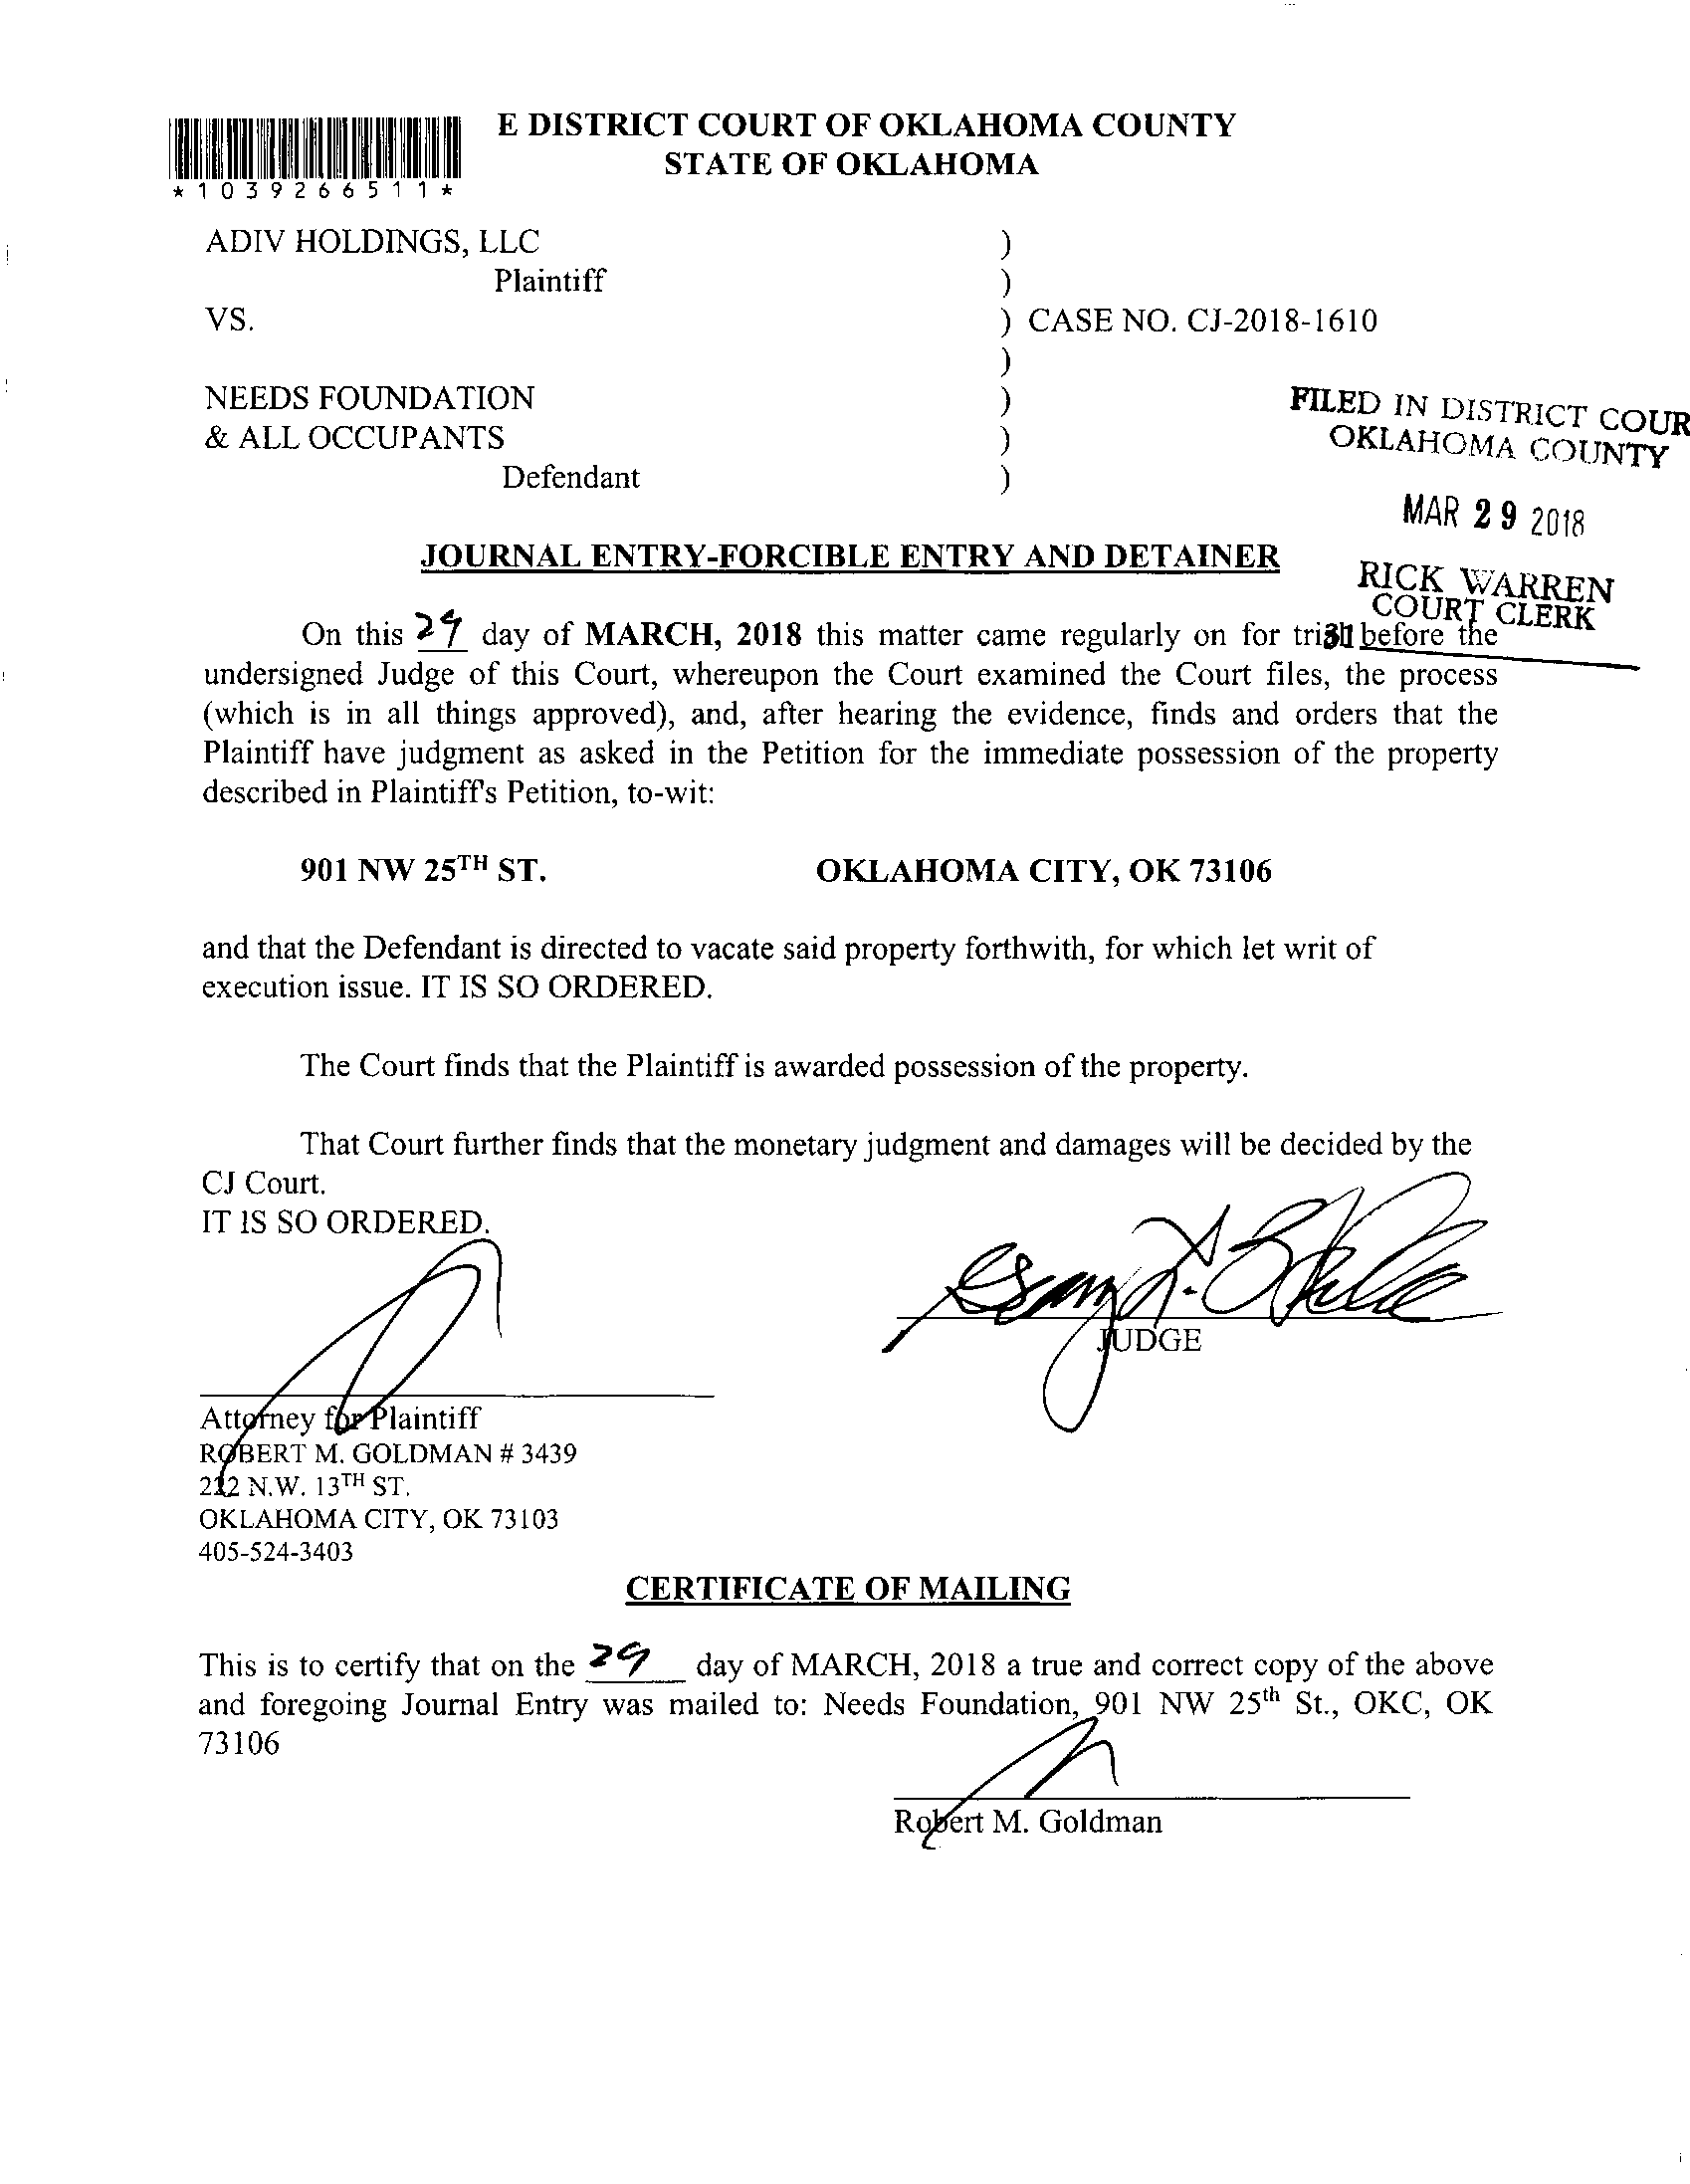 E DISTRICT COURT OF OKLAHOMA COUNTY
STATE OF OKLAHOMA
*1039266511*
ADIV HOLDINGS, LLC )
Plaintiff )
VS. ) CASE NO. CJ-2018-1610
)
NEEDS FOUNDATION )
& ALL OCCUPANTS )
Defendant )
FILED IN DISTRICT COUR
OKLAHOMA COUNTY
MAR 29 2018
RICK WARREN
COURT CLERK
31
JOURNAL ENTRY-FORCIBLE ENTRY AND DETAINER
On this 29 day of MARCH, 2018 this matter came regularly on for trial before the
undersigned Judge of this Court, whereupon the Court examined the Court files, the process
(which is in all things approved), and, after hearing the evidence, finds and orders that the
Plaintiff have judgment as asked in the Petition for the immediate possession of the property
described in Plaintiff's Petition, to-wit:
901 NW 25TH ST. OKLAHOMA CITY, OK 73106
and that the Defendant is directed to vacate said property forthwith, for which let writ of
execution issue. IT IS SO ORDERED.
The Court finds that the Plaintiff is awarded possession of the property.
That Court further finds that the monetary judgment and damages will be decided by the
CJ Court.
IT IS SO ORDERED.
JUDGE
Attorney for Plaintiff
ROBERT M. GOLDMAN # 3439
222 N.W. 13TH ST.
OKLAHOMA CITY, OK 73103
405-524-3403
CERTIFICATE OF MAILING
This is to certify that on the 29 day of MARCH, 2018 a true and correct copy of the above
and foregoing Journal Entry was mailed to: Needs Foundation, 901 NW 25th St., OKC, OK
73106
Robert M. Goldman